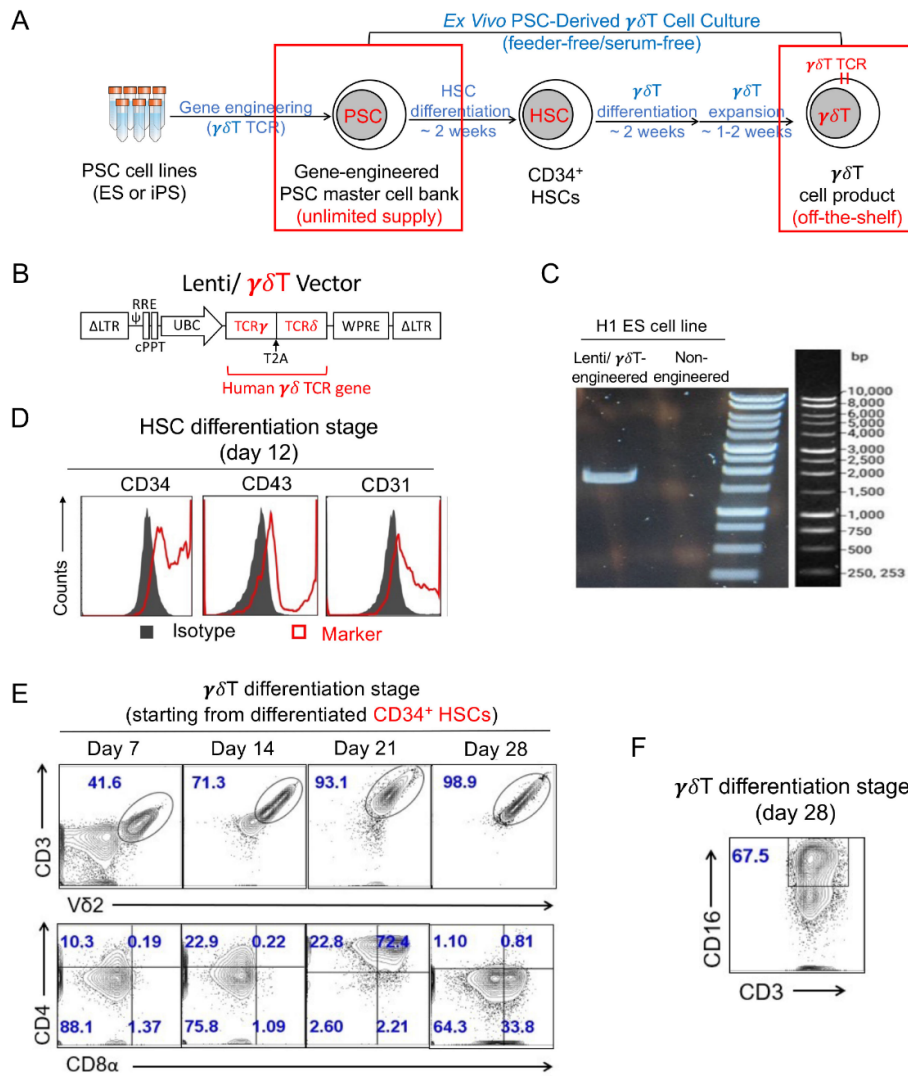 A
Ex Vivo PSC-Derived γδT Cell Culture
(feeder-free/serum-free)
γδT TCR
Gene engineering
(γδT TCR)
HSC
differentiation
~ 2 weeks
γδT
differentiation
~ 2 weeks
γδT
expansion
~ 1-2 weeks
PSC
HSC
γδT
PSC cell lines
(ES or iPS)
Gene-engineered
PSC master cell bank
(unlimited supply)
CD34+
HSCs
γδT
cell product
(off-the-shelf)
B
Lenti/ γδT Vector
ΔLTR
ψ
RRE
cPPT
UBC
TCRγ
TCRδ
WPRE
ΔLTR
T2A
Human γδ TCR gene
C
H1 ES cell line
Lenti/ γδT-
engineered
Non-
engineered
bp
10,000
8,000
6,000
5,000
4,000
3,000
2,500
2,000
1,500
1,000
750
500
250, 253
D
HSC differentiation stage
(day 12)
CD34
CD43
CD31
Counts
Isotype
Marker
E
γδT differentiation stage
(starting from differentiated CD34+ HSCs)
Day 7
Day 14
Day 21
Day 28
41.6
71.3
93.1
98.9
CD3
Vδ2
10.3
0.19
22.9
0.22
22.8
72.4
1.10
0.81
88.1
1.37
75.8
1.09
2.60
2.21
64.3
33.8
CD4
CD8α
F
γδT differentiation stage
(day 28)
67.5
CD16
CD3